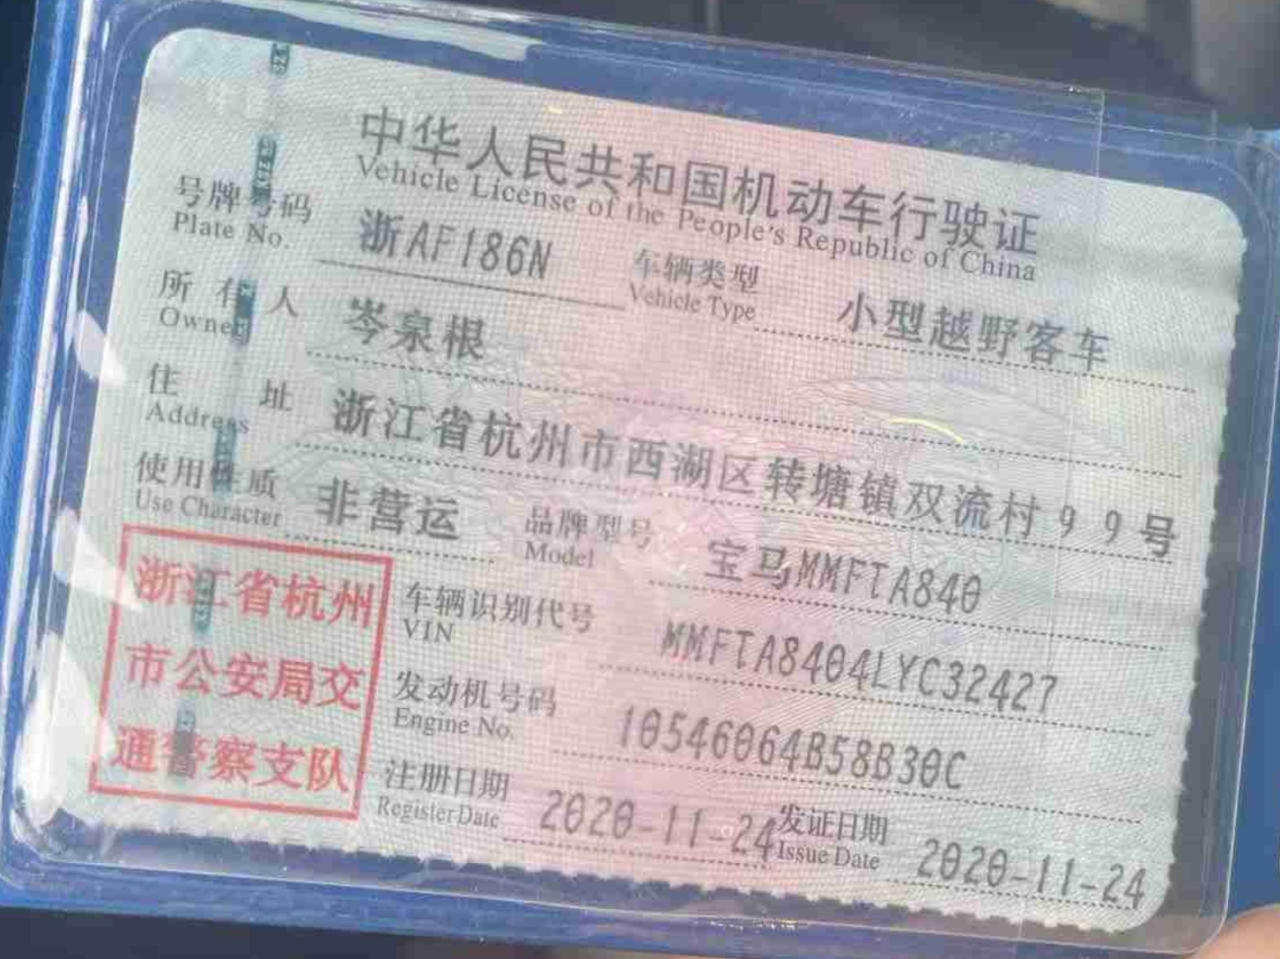 中华人民共和国机动车行驶证
Vehicle License of the People's Republic of China
号牌号码 浙AF186N 车辆类型 小型越野客车
Plate No. Vehicle Type
所有人 岑泉根
Owner
住址 浙江省杭州市西湖区转塘镇双流村99号
Address
使用性质 非营运 品牌型号 宝马MMFTA840
Use Character Model
浙江省杭州
市公安局交
通警察支队
车辆识别代号 MMFTA8404LYC32427
VIN
发动机号码 10546064B58B30C
Engine No.
注册日期 2020-11-24 发证日期 2020-11-24
Register Date Issue Date